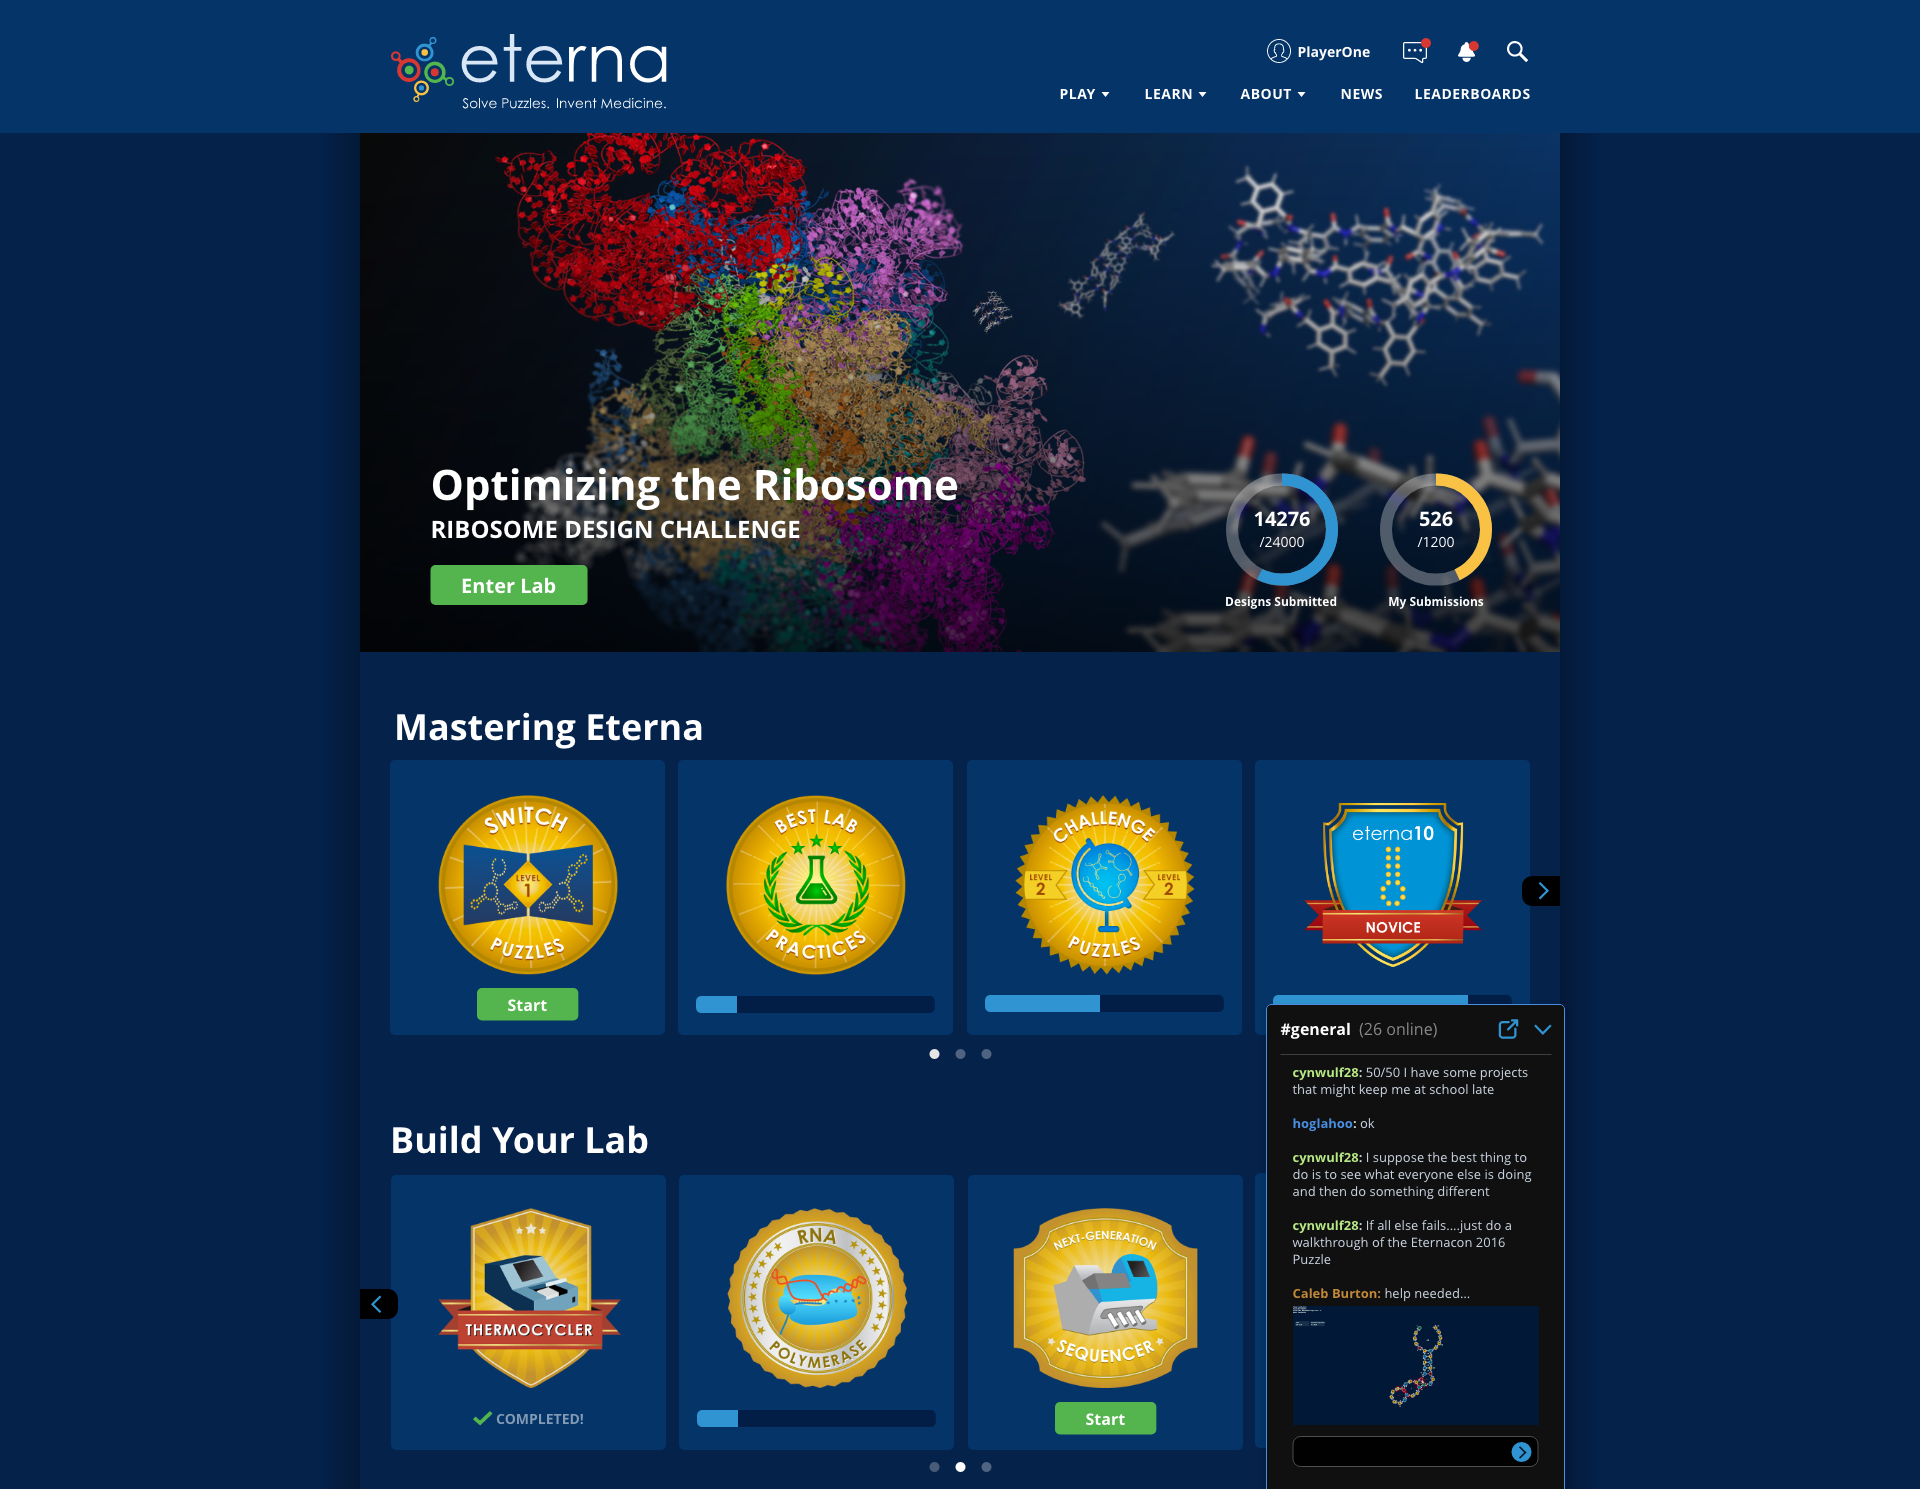 eterna
Solve Puzzles. Invent Medicine.
PlayerOne
PLAY
LEARN
ABOUT
NEWS
LEADERBOARDS
Optimizing the Ribosome
RIBOSOME DESIGN CHALLENGE
Enter Lab
14276
/24000
Designs Submitted
526
/1200
My Submissions
Mastering Eterna
SWITCH
LEVEL
1
PUZZLES
Start
BEST LAB
PRACTICES
CHALLENGE
LEVEL
2
LEVEL
2
PUZZLES
eterna10
NOVICE
Build Your Lab
THERMOCYCLER
COMPLETED!
RNA
POLYMERASE
NEXT-GENERATION
SEQUENCER
Start
#general (26 online)
cynwulf28: 50/50 I have some projects
that might keep me at school late
hoglahoo: ok
cynwulf28: I suppose the best thing to
do is to see what everyone else is doing
and then do something different
cynwulf28: If all else fails....just do a
walkthrough of the Eternacon 2016
Puzzle
Caleb Burton: help needed...